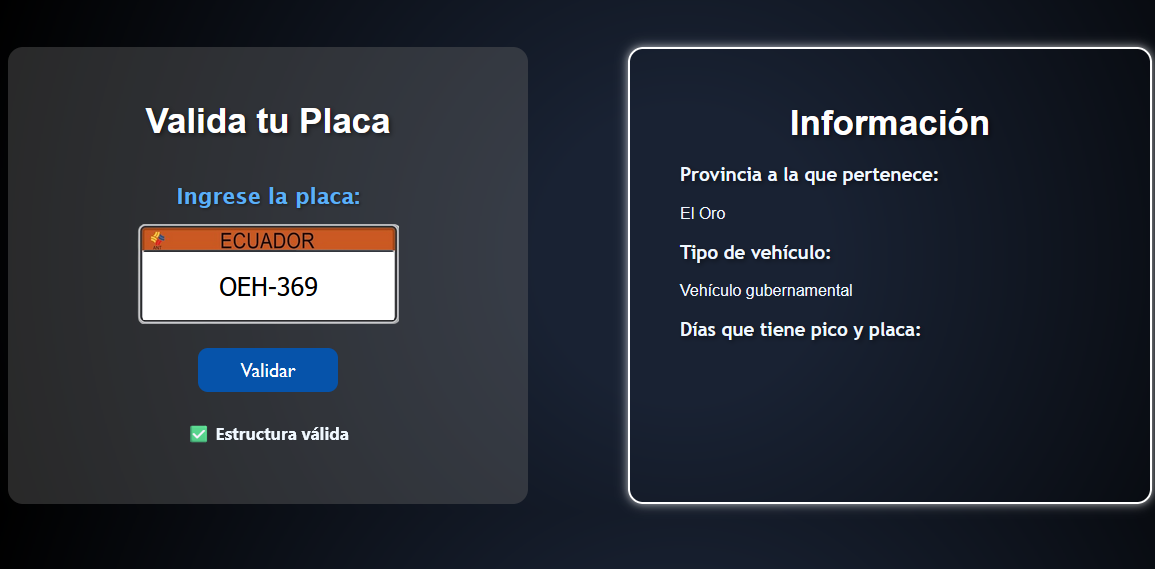 Valida tu Placa
Ingrese la placa:
ECUADOR
OEH-369
Validar
✅ Estructura válida
Información
Provincia a la que pertenece:
El Oro
Tipo de vehículo:
Vehículo gubernamental
Días que tiene pico y placa: